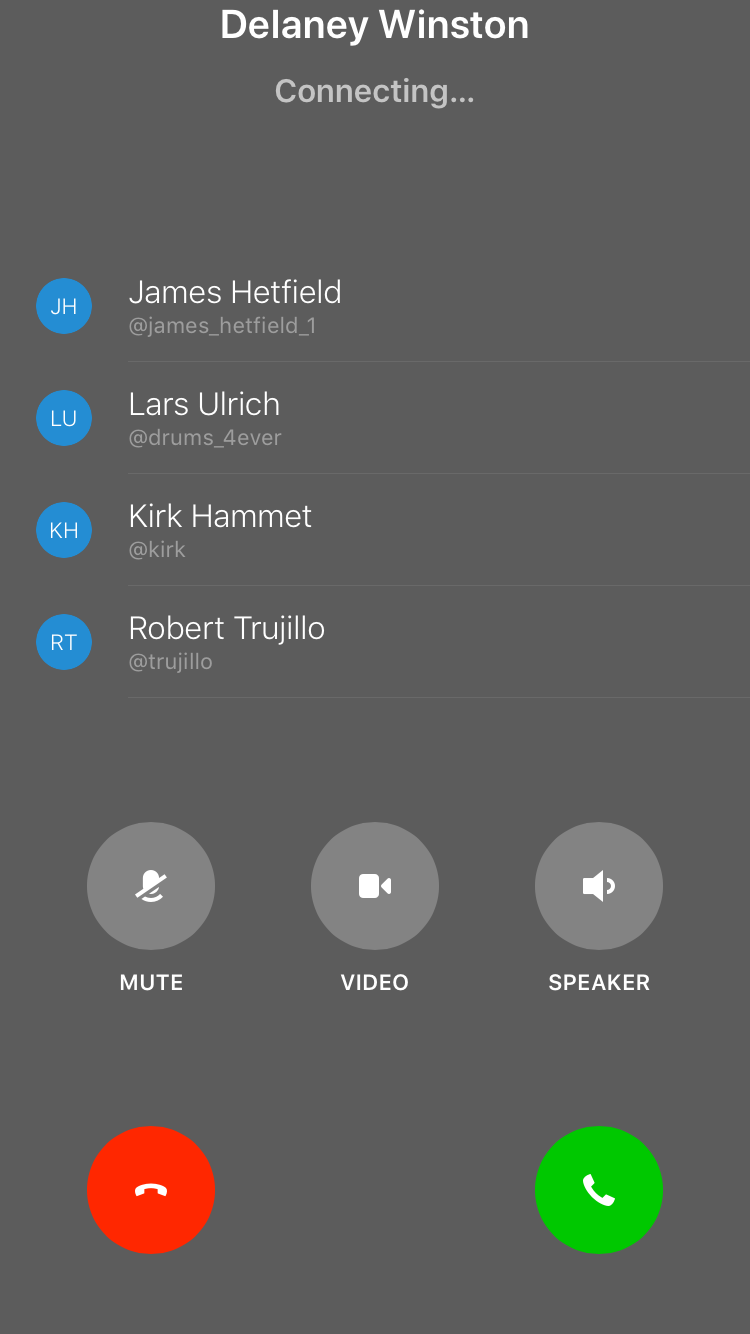 Delaney Winston
Connecting...
JH
James Hetfield
@james_hetfield_1
LU
Lars Ulrich
@drums_4ever
KH
Kirk Hammet
@kirk
RT
Robert Trujillo
@trujillo
MUTE
VIDEO
SPEAKER